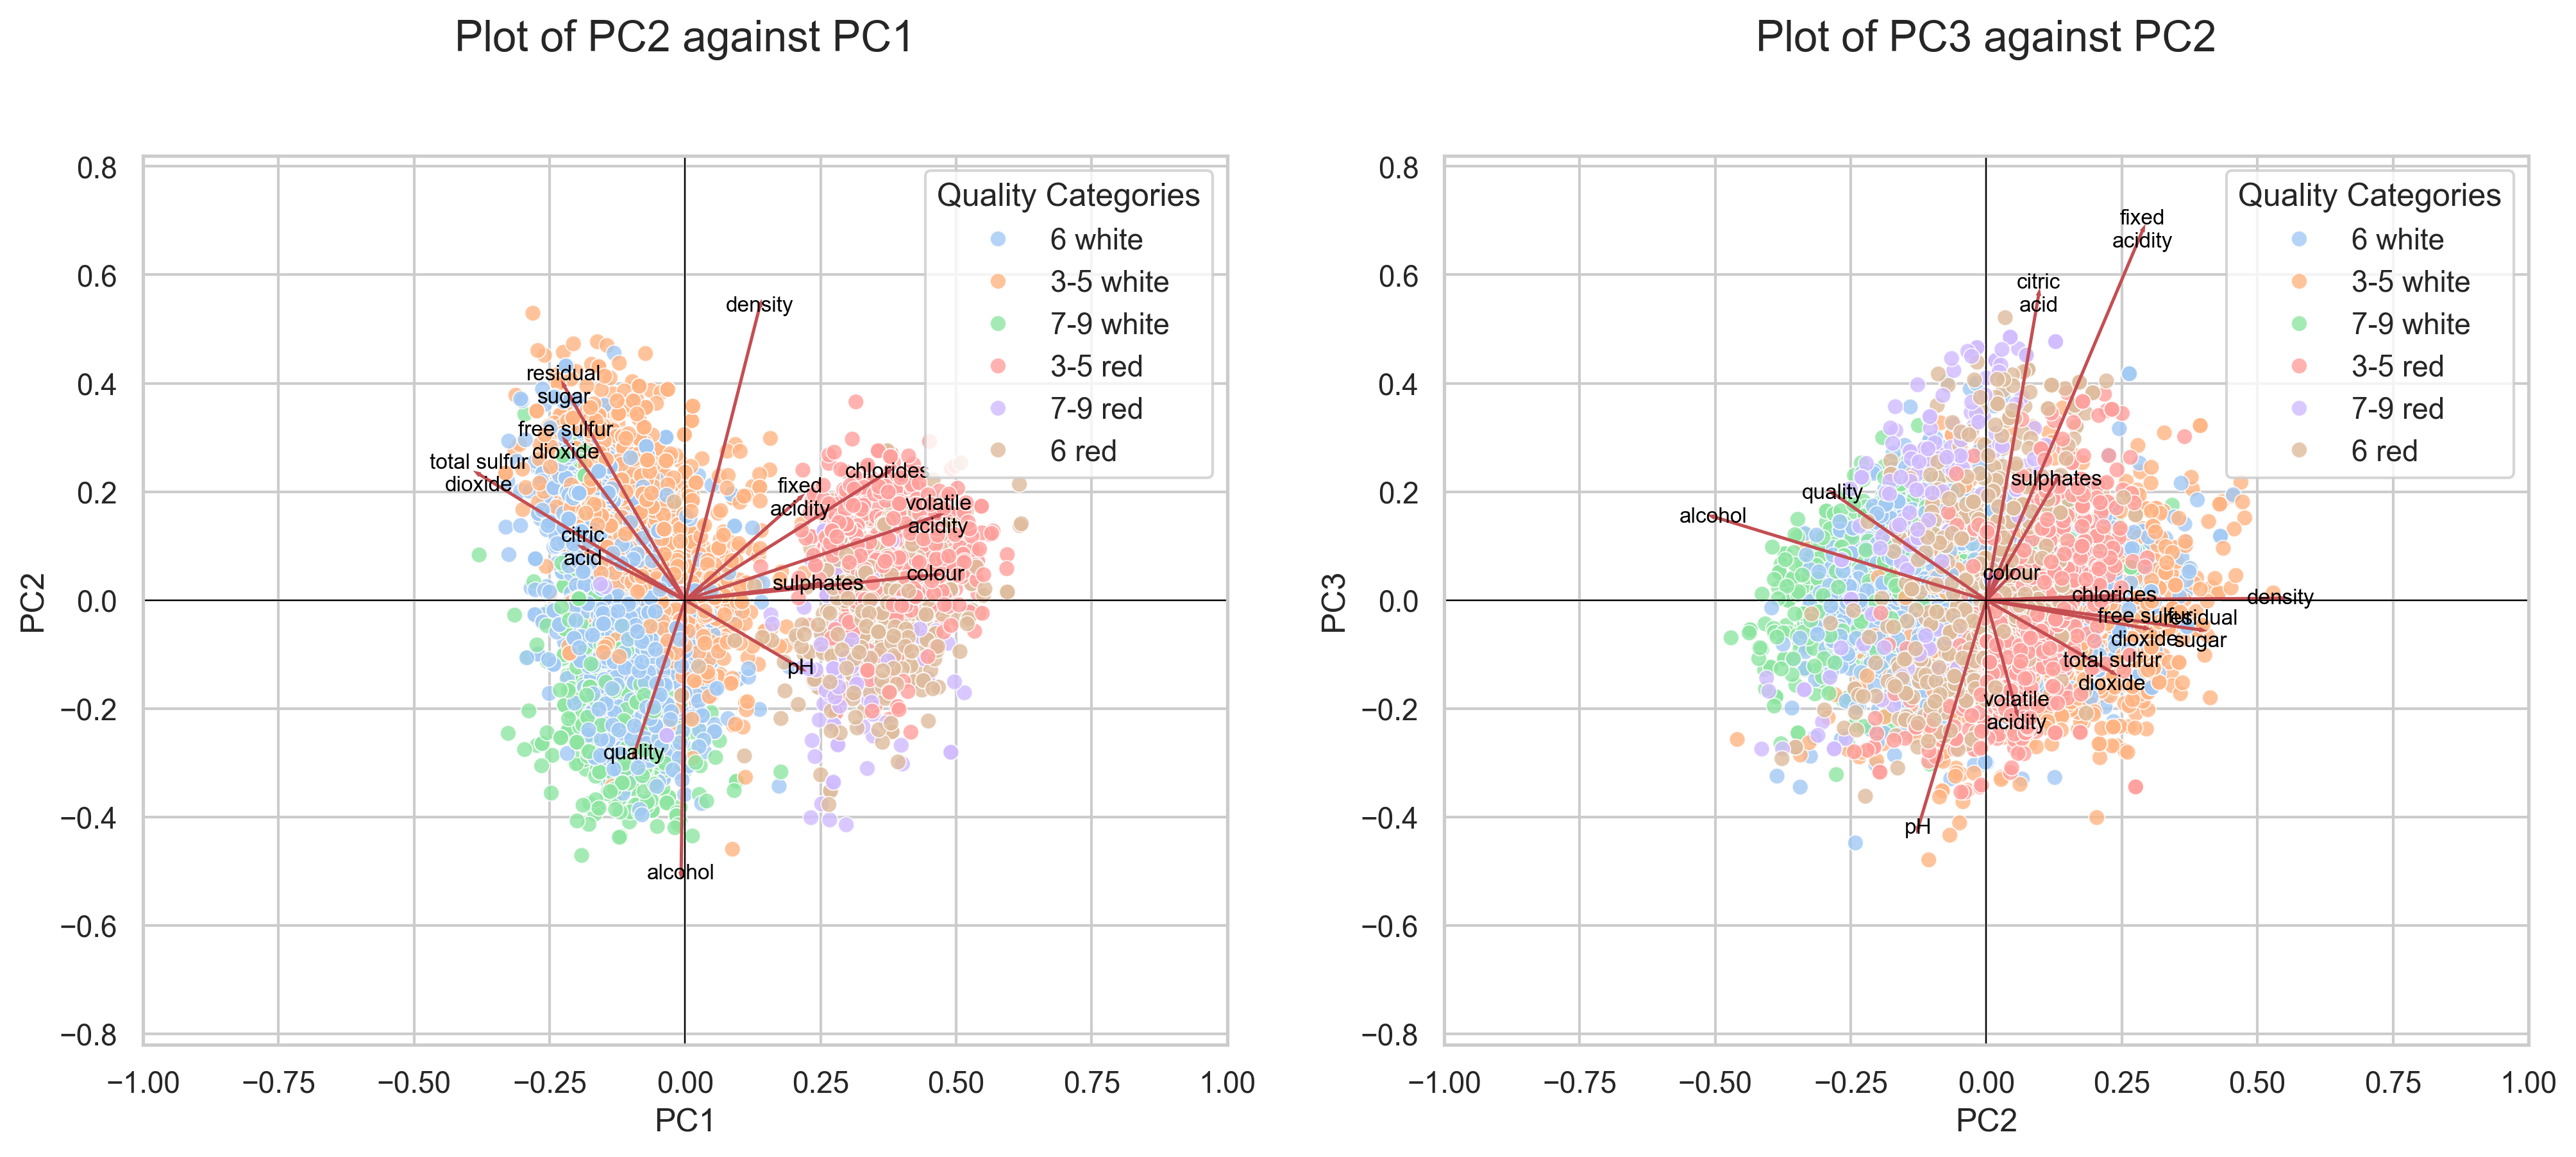 Plot of PC2 against PC1
0.8
0.6
0.4
0.2
0.0
−0.2
−0.4
−0.6
−0.8
PC2
−1.00
−0.75
−0.50
−0.25
0.00
0.25
0.50
0.75
1.00
PC1
Quality Categories
6 white
3-5 white
7-9 white
3-5 red
7-9 red
6 red
density
residual
sugar
free sulfur
dioxide
total sulfur
dioxide
citric
acid
fixed
acidity
chlorides
volatile
acidity
colour
sulphates
pH
quality
alcohol
Plot of PC3 against PC2
0.8
0.6
0.4
0.2
0.0
−0.2
−0.4
−0.6
−0.8
PC3
−1.00
−0.75
−0.50
−0.25
0.00
0.25
0.50
0.75
1.00
PC2
Quality Categories
6 white
3-5 white
7-9 white
3-5 red
7-9 red
6 red
fixed
acidity
citric
acid
sulphates
quality
alcohol
colour
chlorides
density
free sulfur
dioxide
residual
sugar
total sulfur
dioxide
volatile
acidity
pH